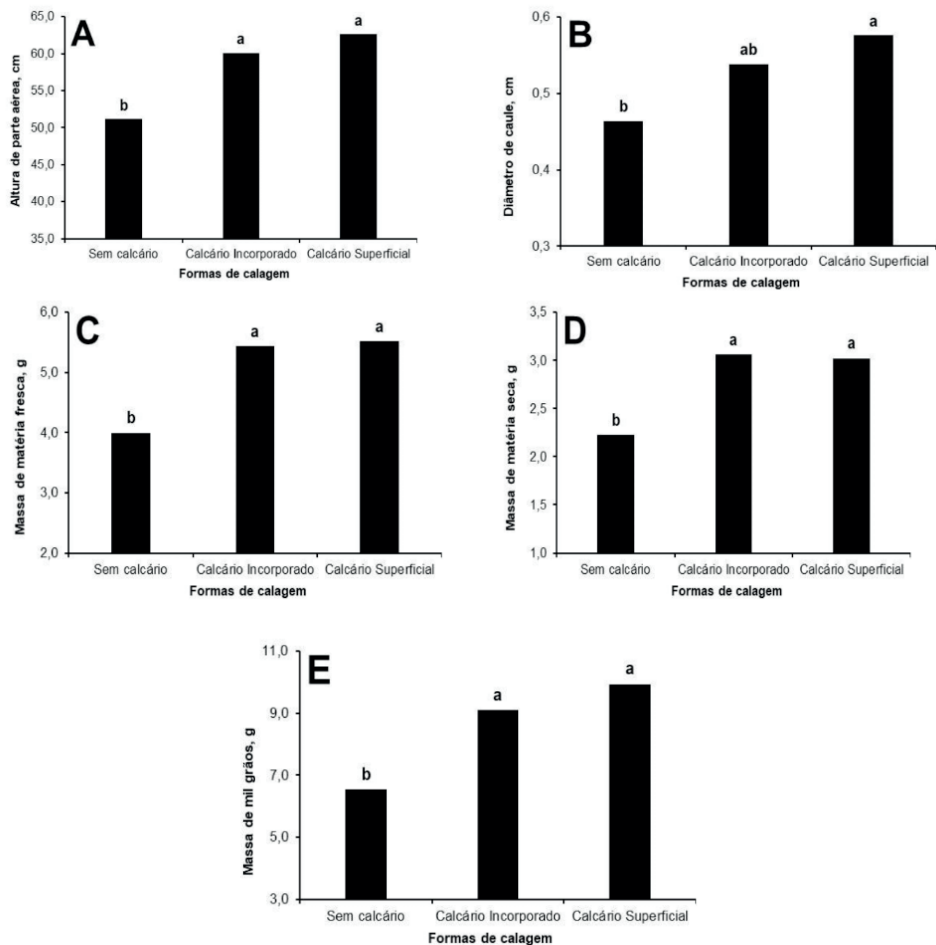 A
Altura de parte aérea, cm
65,0
60,0
55,0
50,0
45,0
40,0
35,0
b
a
a
Sem calcário
Calcário Incorporado
Calcário Superficial
Formas de calagem
B
Diâmetro de caule, cm
0,6
0,5
0,4
0,3
b
ab
a
Sem calcário
Calcário Incorporado
Calcário Superficial
Formas de calagem
C
Massa de matéria fresca, g
6,0
5,0
4,0
3,0
2,0
b
a
a
Sem calcário
Calcário Incorporado
Calcário Superficial
Formas de calagem
D
Massa de matéria seca, g
3,5
3,0
2,5
2,0
1,5
1,0
b
a
a
Sem calcário
Calcário Incorporado
Calcário Superficial
Formas de calagem
E
Massa de mil grãos, g
11,0
9,0
7,0
5,0
3,0
b
a
a
Sem calcário
Calcário Incorporado
Calcário Superficial
Formas de calagem